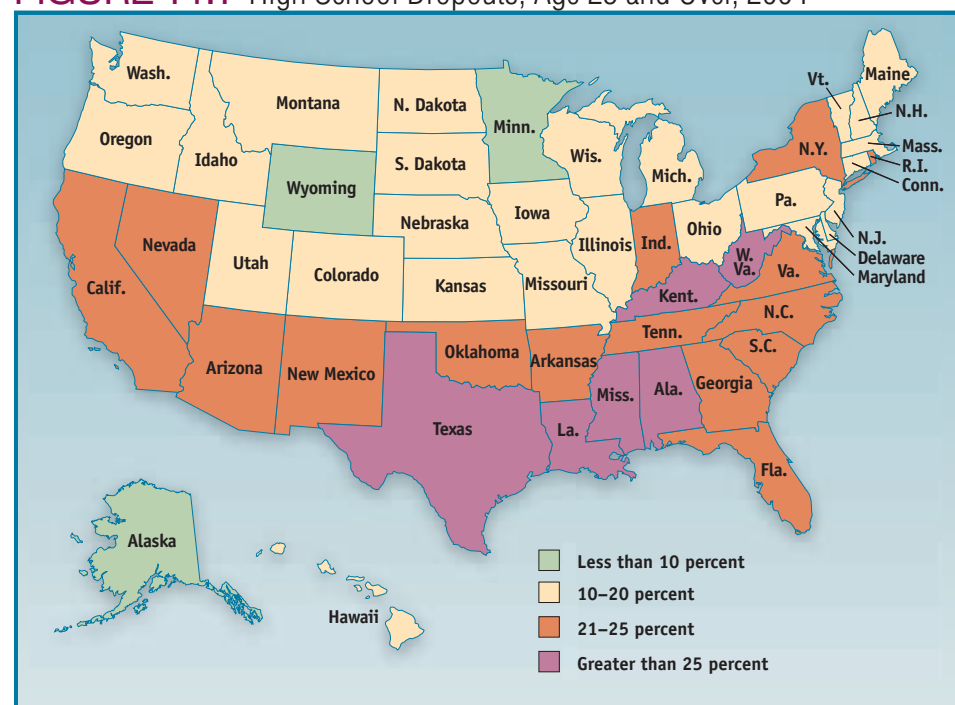 High School Dropouts, Age 25 and Over,
Wash.
Montana
N. Dakota
Minn.
Vt.
Maine
N.H.
Oregon
Idaho
S. Dakota
Wis.
Mich.
N.Y.
Mass.
R.I.
Conn.
Wyoming
Nebraska
Iowa
Pa.
Nevada
Utah
Colorado
Illinois
Ind.
Ohio
N.J.
Delaware
Maryland
Calif.
Kansas
Missouri
W.
Va.
Va.
Kent.
N.C.
Arizona
New Mexico
Oklahoma
Arkansas
Tenn.
S.C.
Texas
La.
Miss.
Ala.
Georgia
Fla.
Alaska
Hawaii
Less than 10 percent
10–20 percent
21–25 percent
Greater than 25 percent